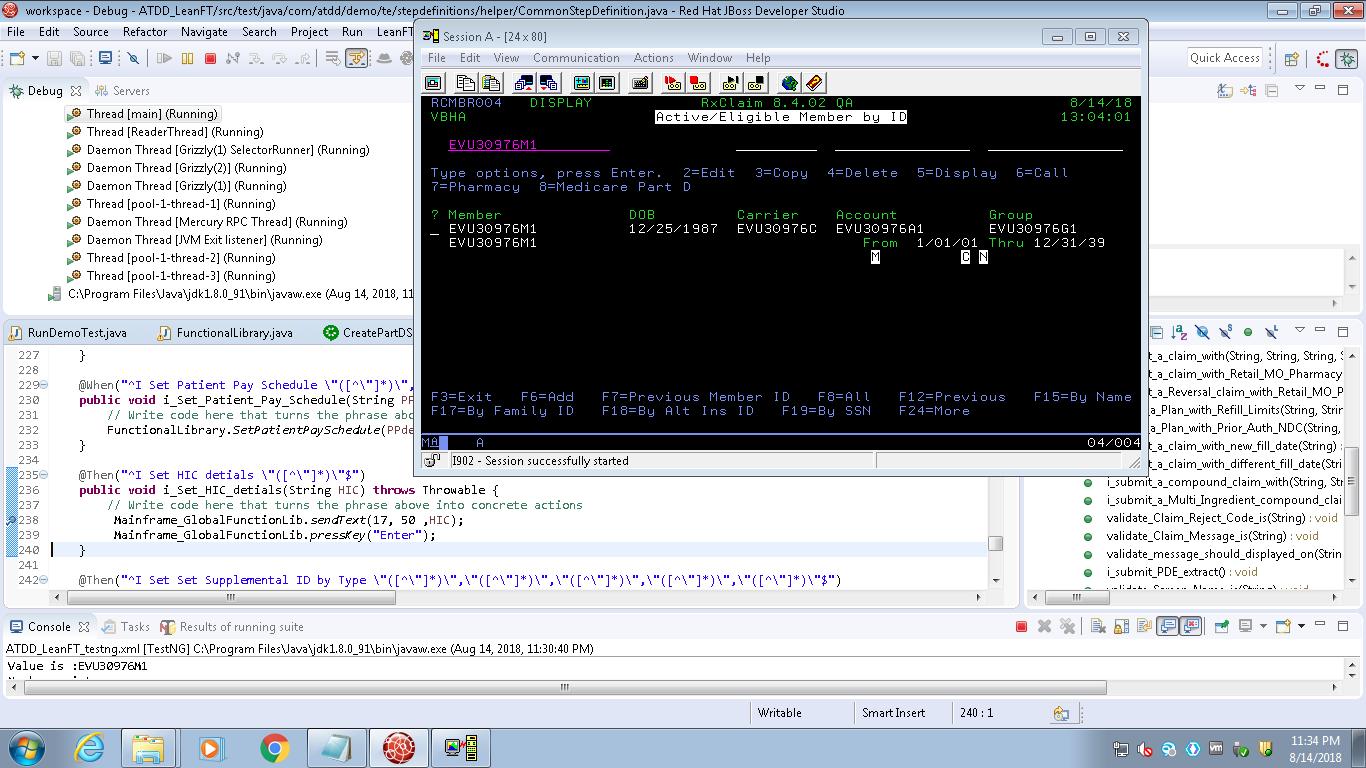 workspace - Debug - ATDD_LeanFT/src/test/java/com/atdd/demo/te/stepdefinitions/helper/CommonStepDefinition.java - Red Hat JBoss Developer Studio
File Edit Source Refactor Navigate Search Project Run LeanFT
Quick Access
Debug Servers
Thread [main] (Running)
Thread [ReaderThread] (Running)
Daemon Thread [Grizzly(1) SelectorRunner] (Running)
Daemon Thread [Grizzly(2)] (Running)
Daemon Thread [Grizzly(1)] (Running)
Thread [pool-1-thread-1] (Running)
Daemon Thread [Mercury RPC Thread] (Running)
Daemon Thread [JVM Exit listener] (Running)
Thread [pool-1-thread-2] (Running)
Thread [pool-1-thread-3] (Running)
C:\Program Files\Java\jdk1.8.0_91\bin\javaw.exe (Aug 14, 2018, 11
Session A - [24 x 80]
File Edit View Communication Actions Window Help
RCMBR004 DISPLAY RxClaim 8.4.02 QA 8/14/18
VBHA Active/Eligible Member by ID 13:04:01
EVU30976M1
Type options, press Enter. 2=Edit 3=Copy 4=Delete 5=Display 6=Call
7=Pharmacy 8=Medicare Part D
? Member DOB Carrier Account Group
_ EVU30976M1 12/25/1987 EVU30976C EVU30976A1 EVU30976G1
EVU30976M1 From 1/01/01 Thru 12/31/39
M C N
F3=Exit F6=Add F7=Previous Member ID F8=All F12=Previous F15=By Name
F17=By Family ID F18=By Alt Ins ID F19=By SSN F24=More
MA A 04/004
I902 - Session successfully started
RunDemoTest.java FunctionalLibrary.java CreatePartDS
227 }
228
229 @When("^I Set Patient Pay Schedule \"([^\"]*)\",
230 public void i_Set_Patient_Pay_Schedule(String PP
231 // Write code here that turns the phrase abo
232 FunctionalLibrary.SetPatientPaySchedule(PPde
233 }
234
235 @Then("^I Set HIC detials \"([^\"]*)\"$")
236 public void i_Set_HIC_detials(String HIC) throws Throwable {
237 // Write code here that turns the phrase above into concrete actions
238 Mainframe_GlobalFunctionLib.sendText(17, 50 ,HIC);
239 Mainframe_GlobalFunctionLib.pressKey("Enter");
240 }
241
242 @Then("^I Set Set Supplemental ID by Type \"([^\"]*)\",\"([^\"]*)\",\"([^\"]*)\",\"([^\"]*)\",\"([^\"]*)\"$")
t_a_claim_with(String, String, String, S
t_a_claim_with_Retail_MO_Pharmacy
t_a_Reversal_claim_with_Retail_MO_P
t_a_Plan_with_Refill_Limits(String, Strin
t_a_Plan_with_Prior_Auth_NDC(String,
t_a_claim_with_new_fill_date(String) :
t_a_claim_with_different_fill_date(Stri
i_submit_a_compound_claim_with(String, St
i_submit_a_Multi_Ingredient_compound_clai
validate_Claim_Reject_Code_is(String) : void
validate_Claim_Message_is(String) : void
validate_message_should_displayed_on(Strin
i_submit_PDE_extract() : void
Console Tasks Results of running suite
ATDD_LeanFT_testng.xml [TestNG] C:\Program Files\Java\jdk1.8.0_91\bin\javaw.exe (Aug 14, 2018, 11:30:40 PM)
Value is :EVU30976M1
Writable Smart Insert 240 : 1
11:34 PM
8/14/2018